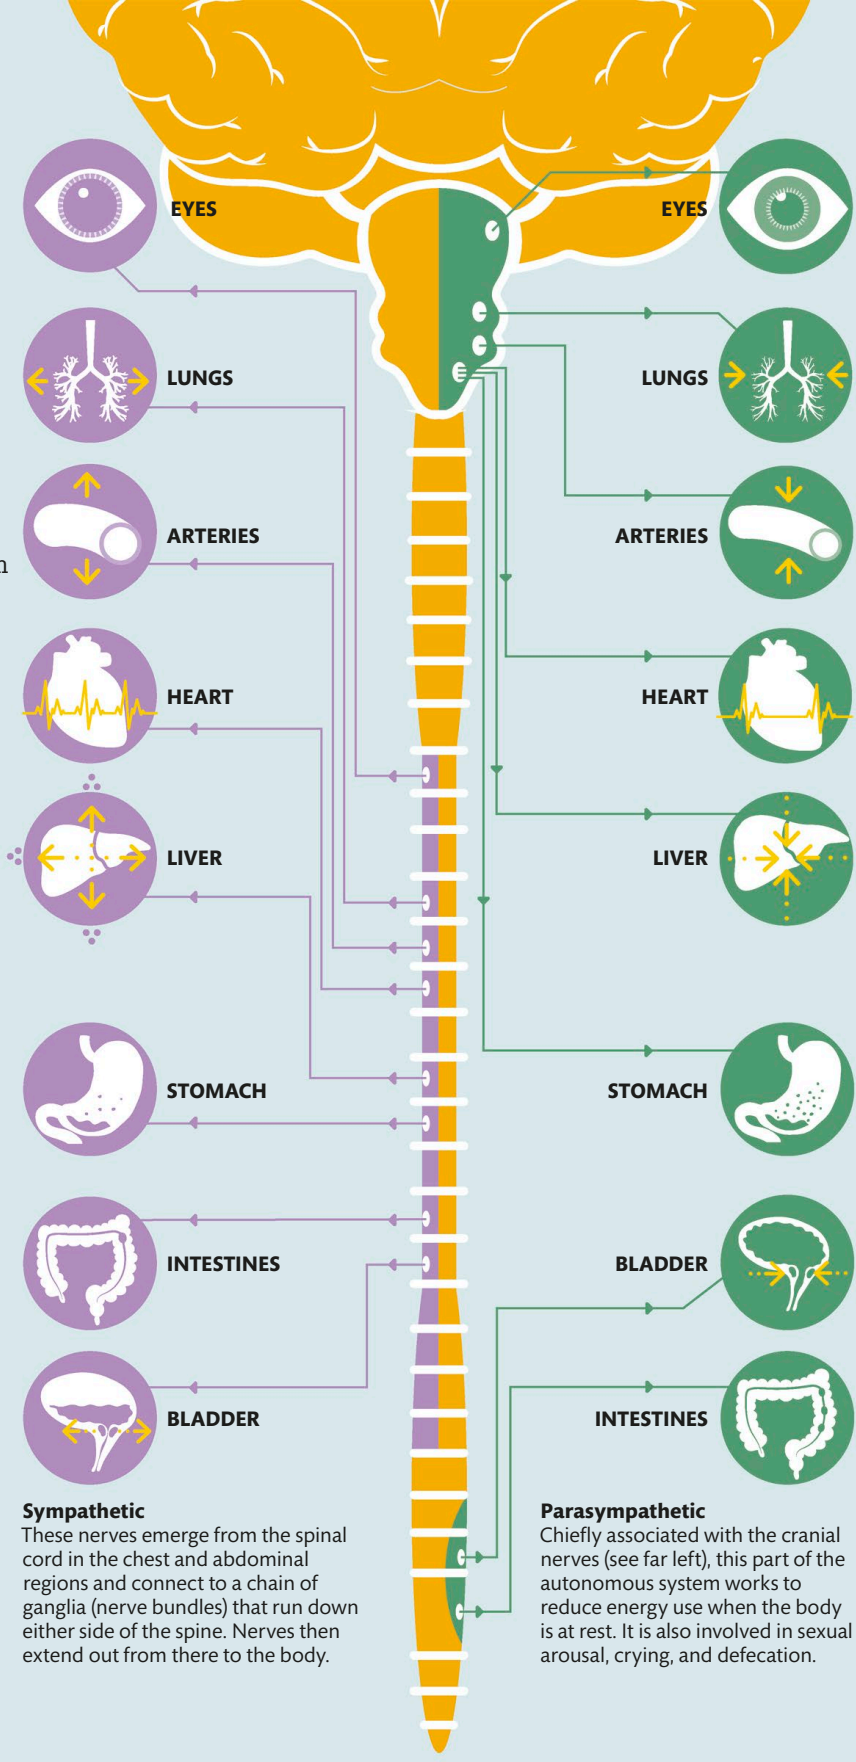 EYES
EYES
LUNGS
LUNGS
ARTERIES
ARTERIES
HEART
HEART
LIVER
LIVER
STOMACH
STOMACH
INTESTINES
BLADDER
BLADDER
INTESTINES
Sympathetic
These nerves emerge from the spinal
cord in the chest and abdominal
regions and connect to a chain of
ganglia (nerve bundles) that run down
either side of the spine. Nerves then
extend out from there to the body.
Parasympathetic
Chiefly associated with the cranial
nerves (see far left), this part of the
autonomous system works to
reduce energy use when the body
is at rest. It is also involved in sexual
arousal, crying, and defecation.